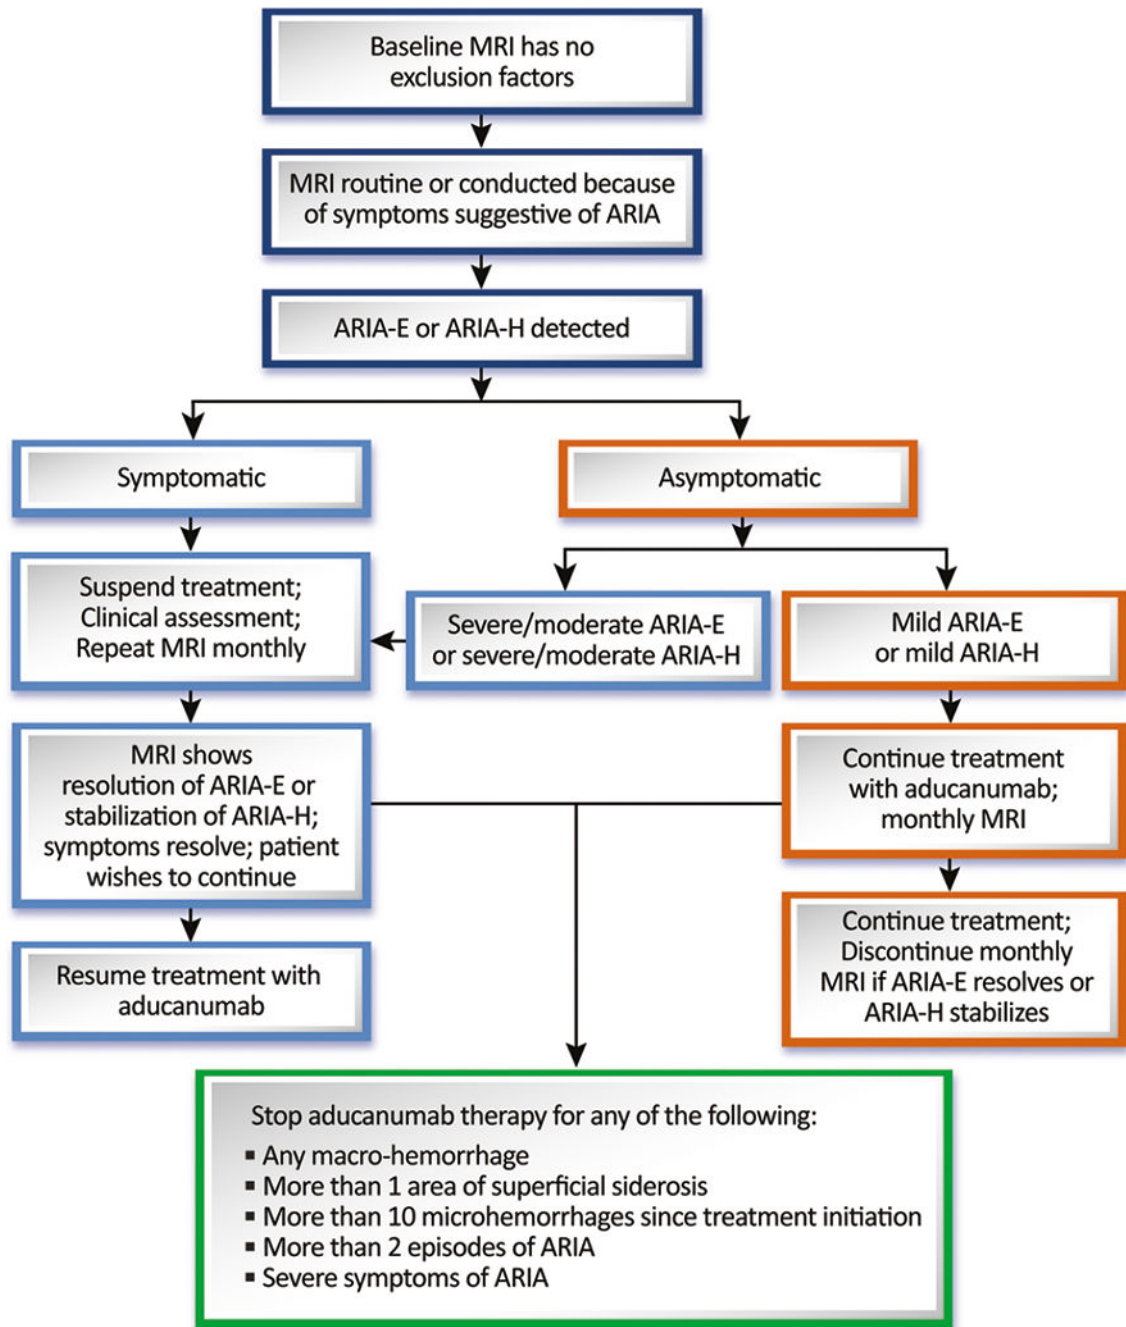 Baseline MRI has no
exclusion factors
MRI routine or conducted because
of symptoms suggestive of ARIA
ARIA-E or ARIA-H detected
Symptomatic
Asymptomatic
Suspend treatment;
Clinical assessment;
Repeat MRI monthly
Severe/moderate ARIA-E
or severe/moderate ARIA-H
Mild ARIA-E
or mild ARIA-H
MRI shows
resolution of ARIA-E or
stabilization of ARIA-H;
symptoms resolve; patient
wishes to continue
Continue treatment
with aducanumab;
monthly MRI
Resume treatment with
aducanumab
Continue treatment;
Discontinue monthly
MRI if ARIA-E resolves or
ARIA-H stabilizes
Stop aducanumab therapy for any of the following:
▪ Any macro-hemorrhage
▪ More than 1 area of superficial siderosis
▪ More than 10 microhemorrhages since treatment initiation
▪ More than 2 episodes of ARIA
▪ Severe symptoms of ARIA